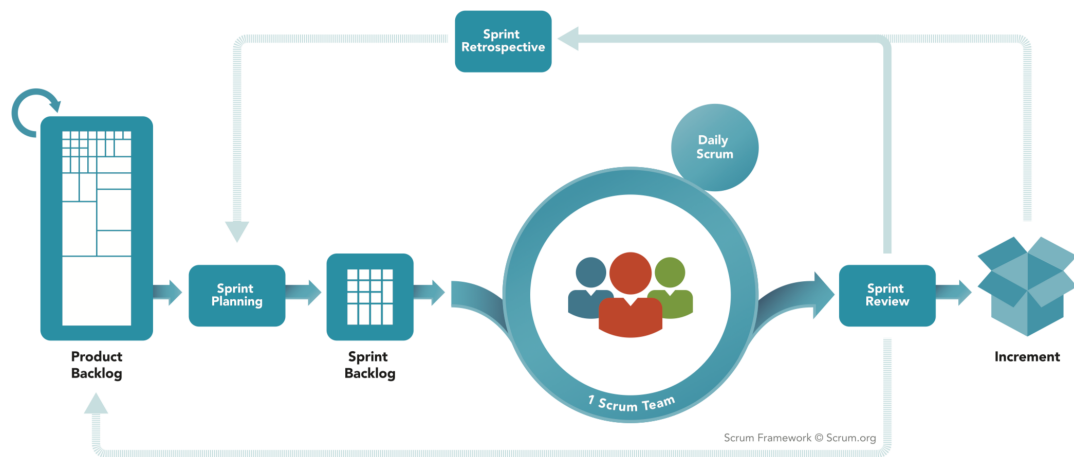 Sprint
Retrospective
Daily
Scrum
Sprint
Planning
Sprint
Review
Product
Backlog
Sprint
Backlog
Increment
1 Scrum Team
Scrum Framework © Scrum.org